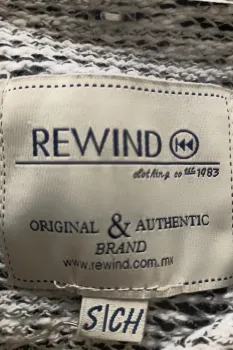 REWIND
clothing co est. 1983
ORIGINAL & AUTHENTIC
BRAND
www.rewind.com.mx
S/CH